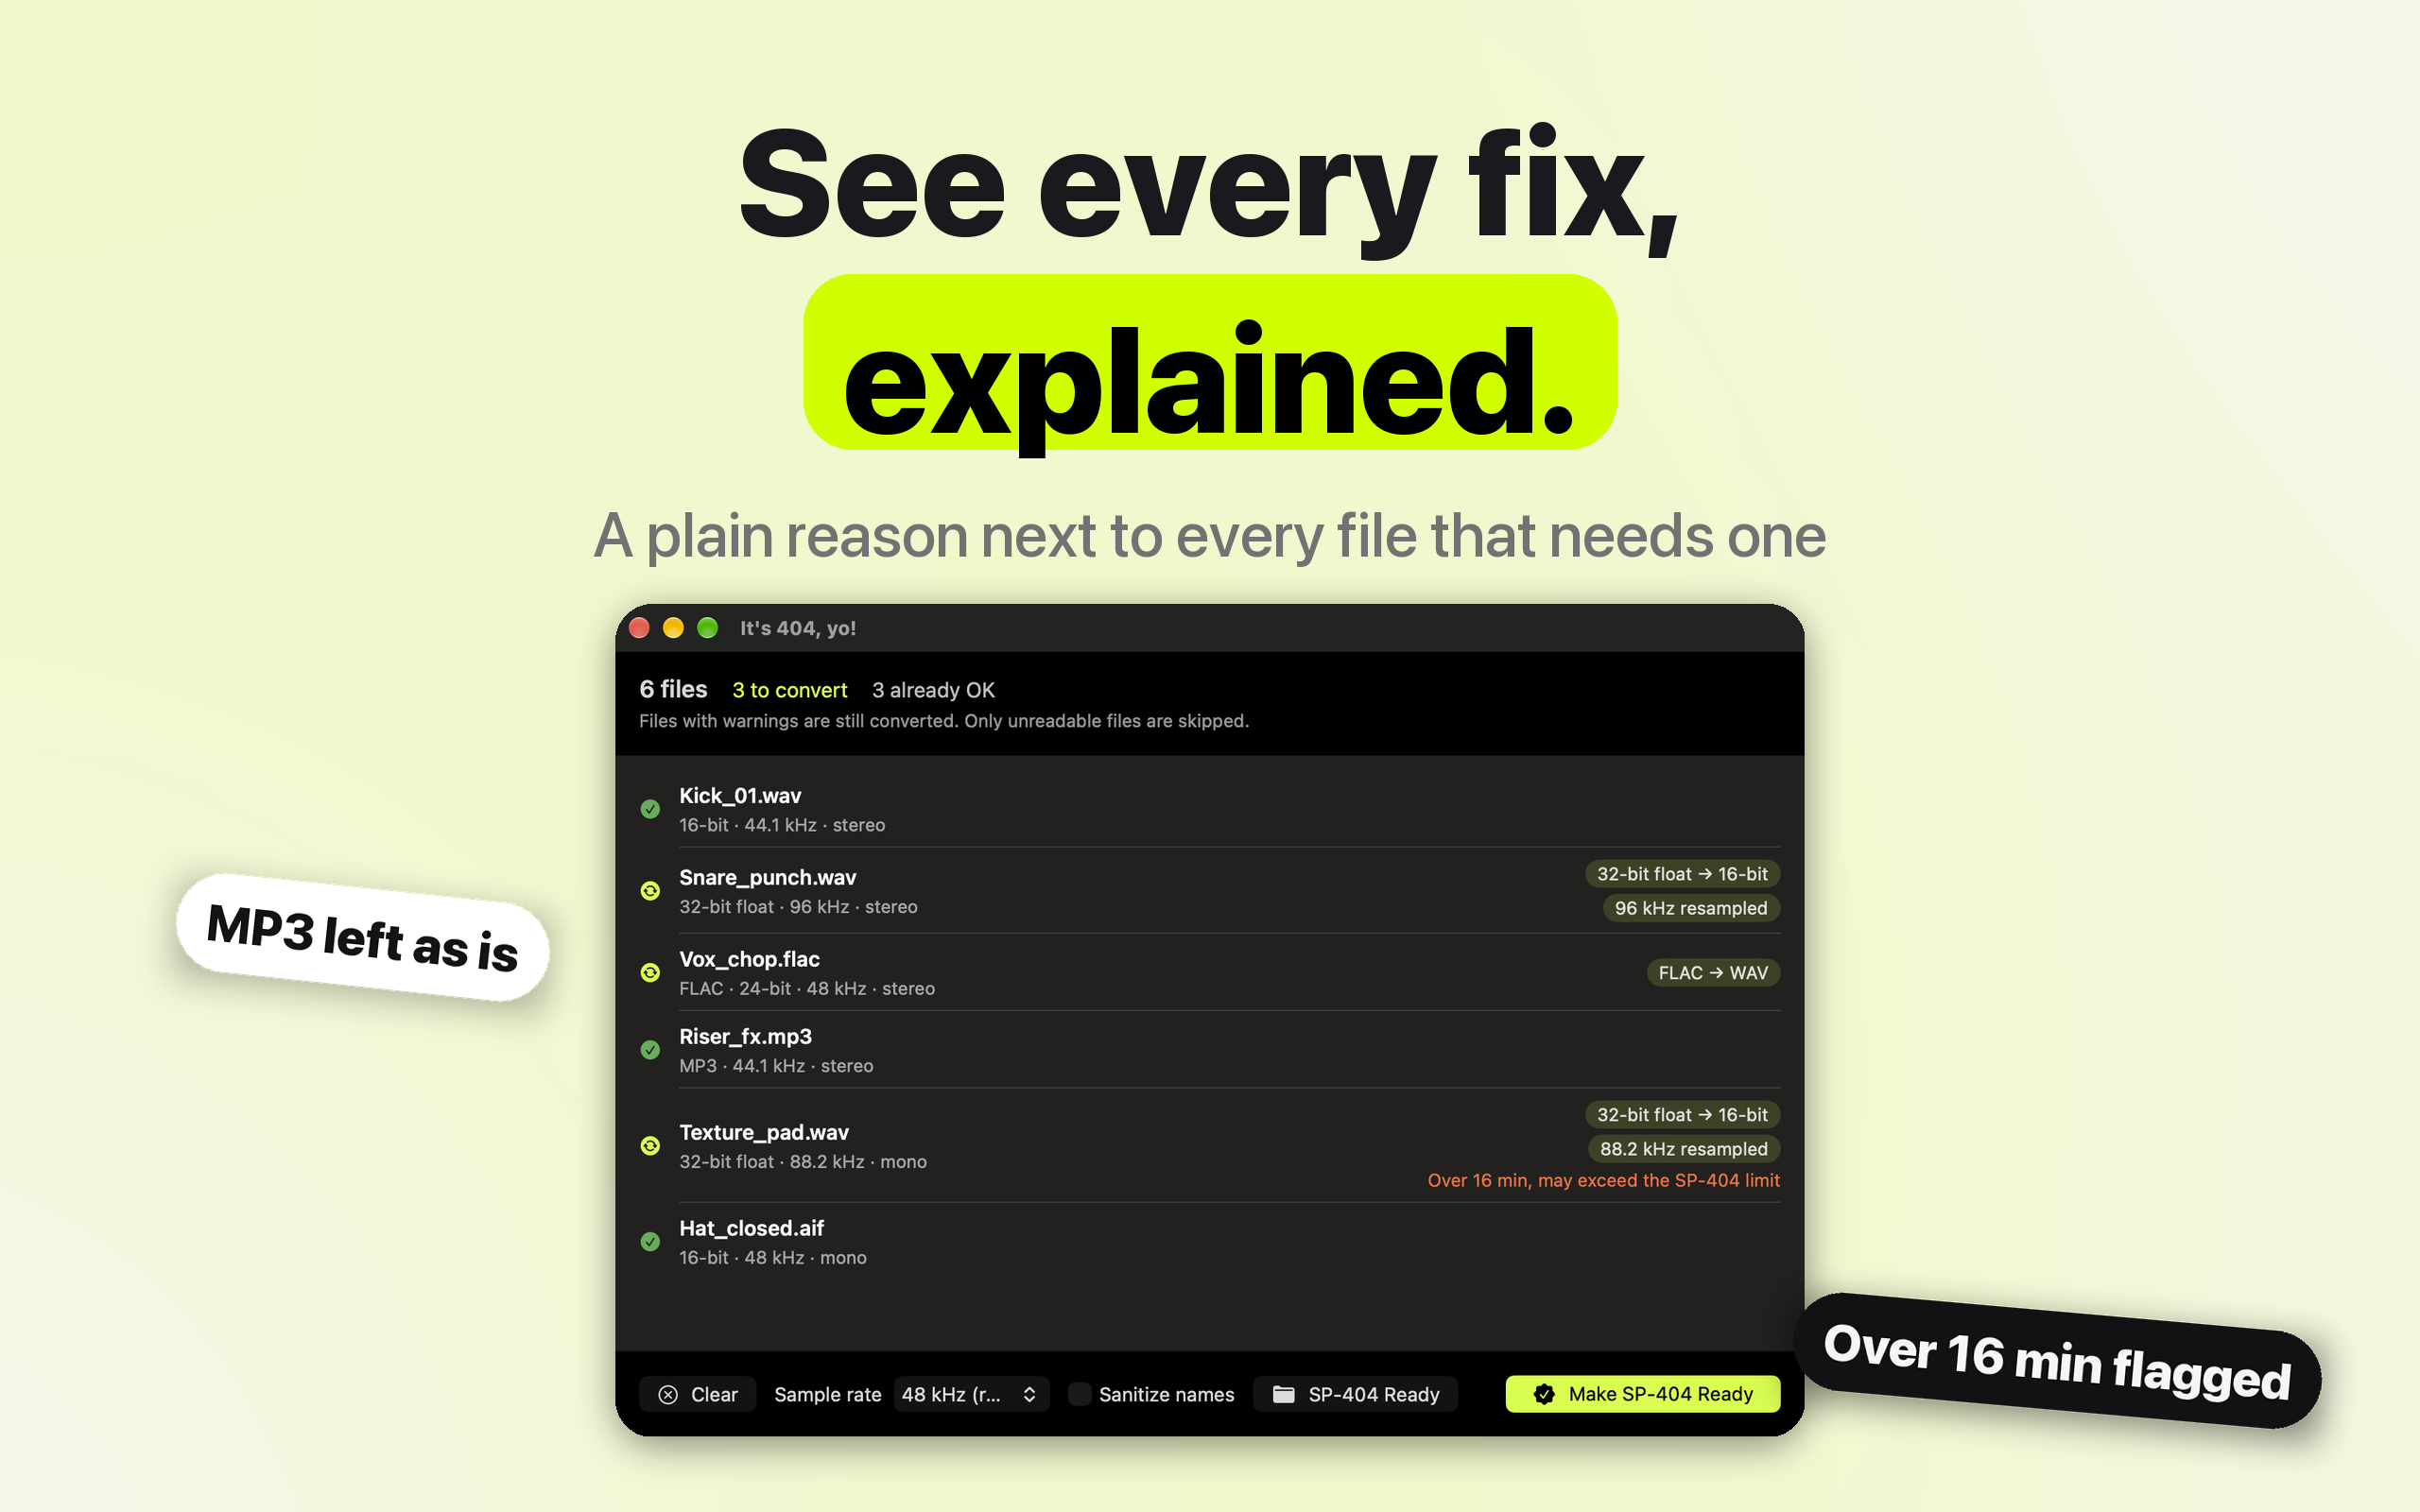 See every fix,
explained.
A plain reason next to every file that needs one
It's 404, yo!
6 files 3 to convert 3 already OK
Files with warnings are still converted. Only unreadable files are skipped.
Kick_01.wav
16-bit · 44.1 kHz · stereo
Snare_punch.wav
32-bit float · 96 kHz · stereo
32-bit float → 16-bit
96 kHz resampled
Vox_chop.flac
FLAC · 24-bit · 48 kHz · stereo
FLAC → WAV
Riser_fx.mp3
MP3 · 44.1 kHz · stereo
Texture_pad.wav
32-bit float · 88.2 kHz · mono
32-bit float → 16-bit
88.2 kHz resampled
Over 16 min, may exceed the SP-404 limit
Hat_closed.aif
16-bit · 48 kHz · mono
Clear Sample rate 48 kHz (r... Sanitize names SP-404 Ready Make SP-404 Ready
MP3 left as is
Over 16 min flagged